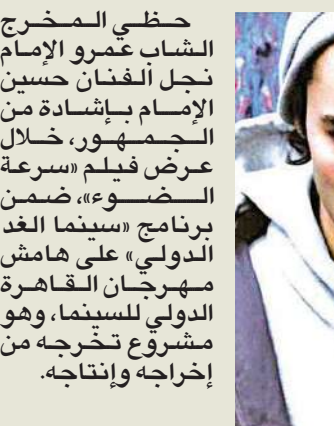 حظي المخرج
الشاب عمرو الإمام
نجل الفنان حسين
الإمام بإشادة من
الجمهور، خلال
عرض فيلم «سرعة
الضوء»، ضمن
برنامج «سينما الغد
الدولي» على هامش
مهرجان القاهرة
الدولي للسينما، وهو
مشروع تخرجه من
إخراجه وإنتاجه.